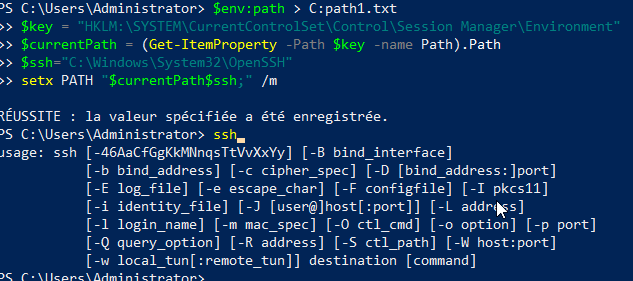 PS C:\Users\Administrator> $env:path > C:path1.txt
>> $key = "HKLM:\SYSTEM\CurrentControlSet\Control\Session Manager\Environment"
>> $currentPath = (Get-ItemProperty -Path $key -name Path).Path
>> $ssh="C:\Windows\System32\OpenSSH"
>> setx PATH "$currentPath$ssh;" /m
RÉUSSITE : la valeur spécifiée a été enregistrée.
PS C:\Users\Administrator> ssh
usage: ssh [-46AaCfGgKkMNnqsTtVvXxYy] [-B bind_interface]
[-b bind_address] [-c cipher_spec] [-D [bind_address:]port]
[-E log_file] [-e escape_char] [-F configfile] [-I pkcs11]
[-i identity_file] [-J [user@]host[:port]] [-L address]
[-l login_name] [-m mac_spec] [-O ctl_cmd] [-o option] [-p port]
[-Q query_option] [-R address] [-S ctl_path] [-W host:port]
[-w local_tun[:remote_tun]] destination [command]
PS C:\Users\Administrator>